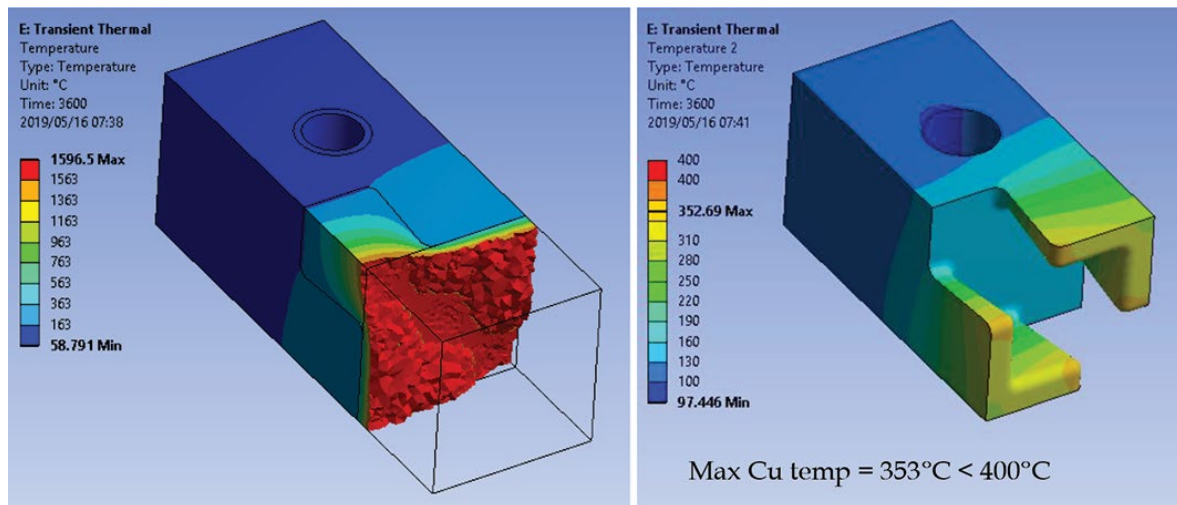 E: Transient Thermal
Temperature
Type: Temperature
Unit: °C
Time: 3600
2019/05/16 07:38
1596.5 Max
1563
1363
1163
963
763
563
363
163
58.791 Min
E: Transient Thermal
Temperature 2
Type: Temperature
Unit: °C
Time: 3600
2019/05/16 07:41
400
400
352.69 Max
310
280
250
220
190
160
130
100
97.446 Min
Max Cu temp = 353°C < 400°C